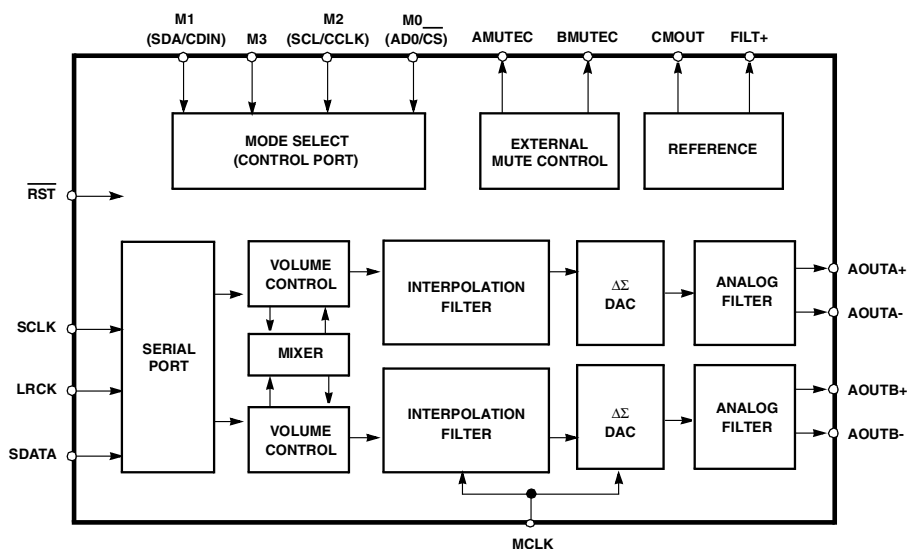 M1
(SDA/CDIN)
M3
M2
(SCL/CCLK)
M0
(AD0/CS)
AMUTEC
BMUTEC
CMOUT
FILT+
MODE SELECT
(CONTROL PORT)
EXTERNAL
MUTE CONTROL
REFERENCE
RST
SCLK
LRCK
SDATA
SERIAL
PORT
VOLUME
CONTROL
MIXER
VOLUME
CONTROL
INTERPOLATION
FILTER
INTERPOLATION
FILTER
ΔΣ
DAC
ΔΣ
DAC
ANALOG
FILTER
ANALOG
FILTER
AOUTA+
AOUTA-
AOUTB+
AOUTB-
MCLK